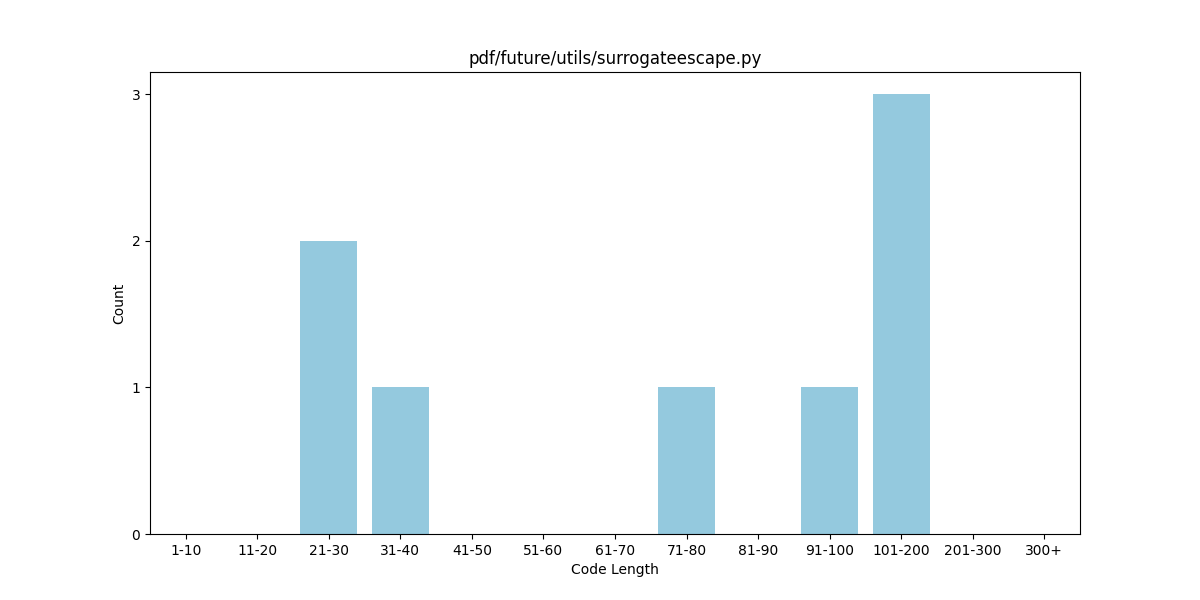 pdf/future/utils/surrogateescape.py
3
2
1
0
Count
1-10 11-20 21-30 31-40 41-50 51-60 61-70 71-80 81-90 91-100 101-200 201-300 300+
Code Length